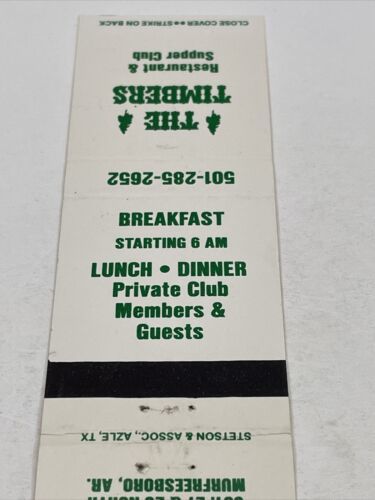 CLOSE COVER••STRIKE ON BACK
THE
TIMBERS
Restaurant &
Supper Club
501-285-2652
BREAKFAST
STARTING 6 AM
LUNCH • DINNER
Private Club
Members &
Guests
STETSON & ASSOC., AZLE, TX
MURFREESBORO, AR.